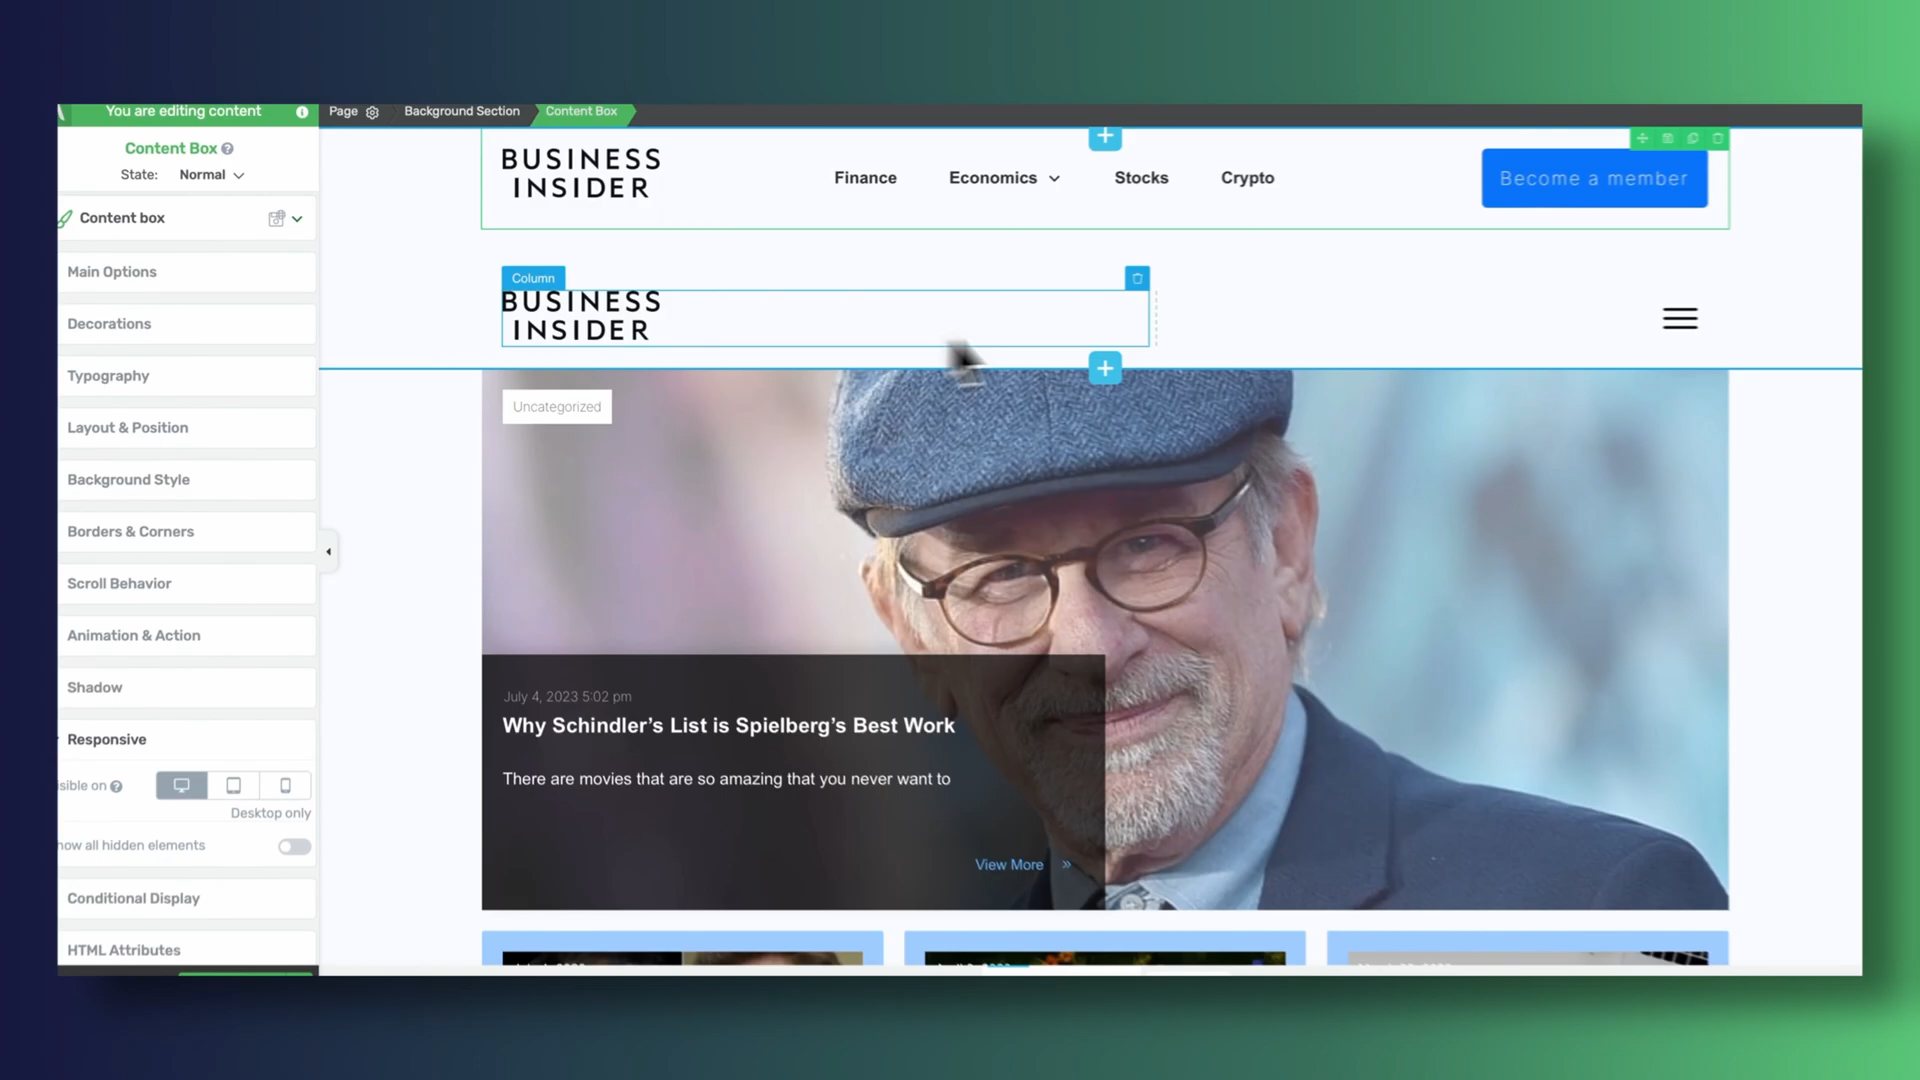 You are editing content
Page
Background Section
Content Box
Content Box
State: Normal
Content box
Main Options
Decorations
Typography
Layout & Position
Background Style
Borders & Corners
Scroll Behavior
Animation & Action
Shadow
Responsive
sible on
Desktop only
now all hidden elements
Conditional Display
HTML Attributes
BUSINESS
INSIDER
Finance
Economics
Stocks
Crypto
Become a member
Column
BUSINESS
INSIDER
Uncategorized
July 4, 2023 5:02 pm
Why Schindler’s List is Spielberg’s Best Work
There are movies that are so amazing that you never want to
View More »